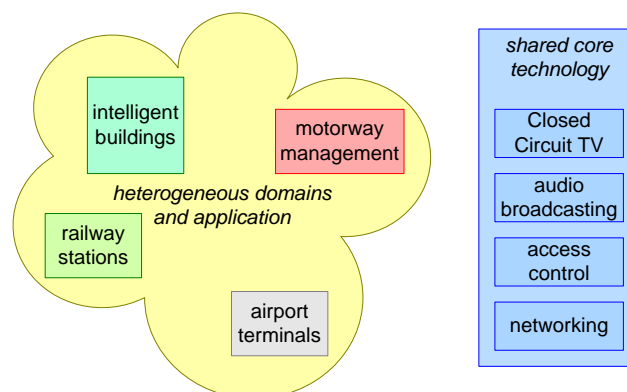 intelligent
buildings
motorway
management
heterogeneous domains
and application
railway
stations
airport
terminals
shared core
technology
Closed
Circuit TV
audio
broadcasting
access
control
networking